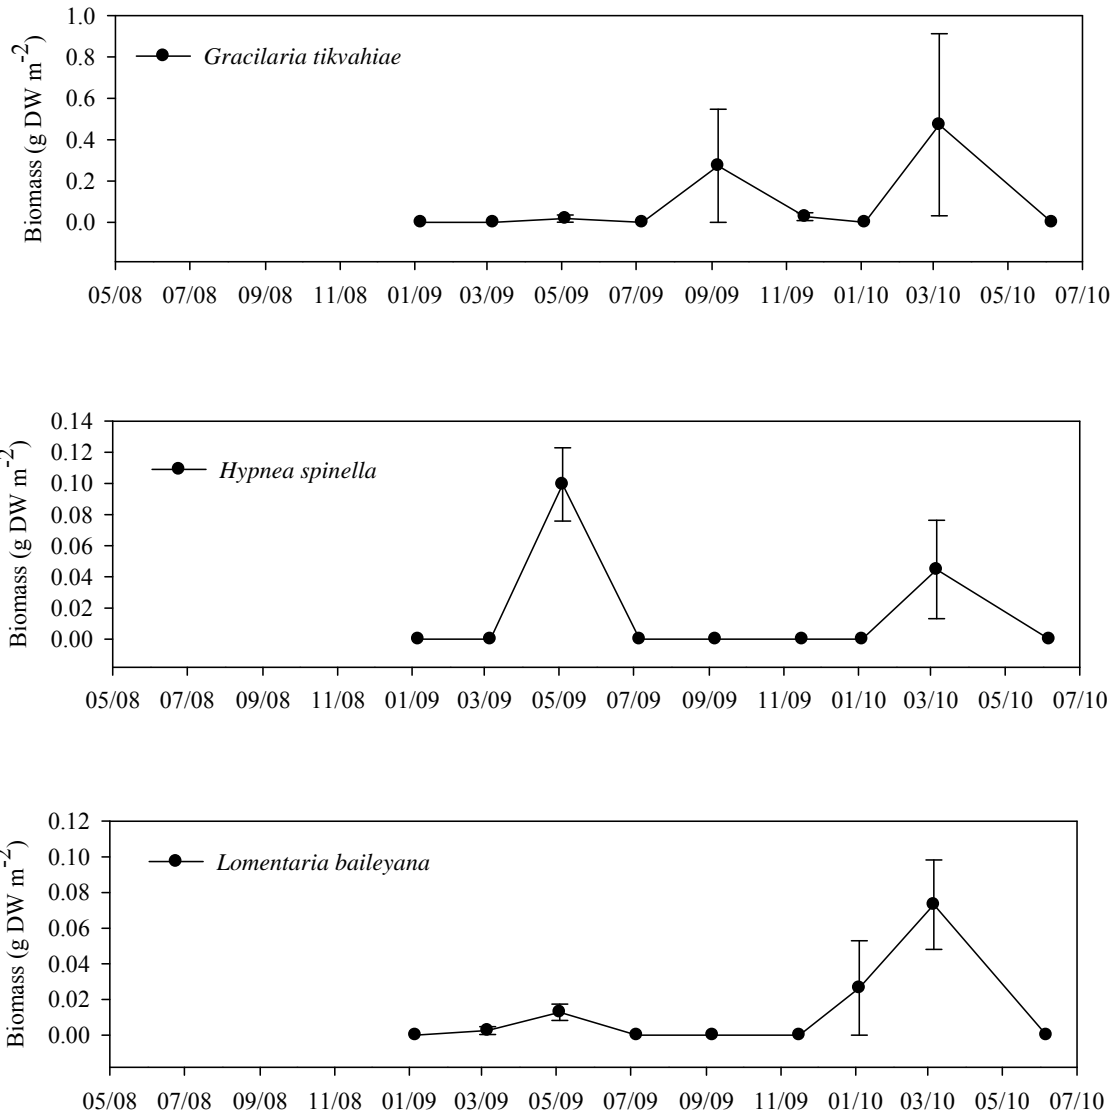 1.0
Gracilaria tikvahiae
0.8
0.6
0.4
0.2
0.0
Biomass (g DW m-2)
05/08 07/08 09/08 11/08 01/09 03/09 05/09 07/09 09/09 11/09 01/10 03/10 05/10 07/10
0.14
0.12
Hypnea spinella
0.10
0.08
0.06
0.04
0.02
0.00
Biomass (g DW m-2)
05/08 07/08 09/08 11/08 01/09 03/09 05/09 07/09 09/09 11/09 01/10 03/10 05/10 07/10
0.12
0.10
Lomentaria baileyana
0.08
0.06
0.04
0.02
0.00
Biomass (g DW m-2)
05/08 07/08 09/08 11/08 01/09 03/09 05/09 07/09 09/09 11/09 01/10 03/10 05/10 07/10